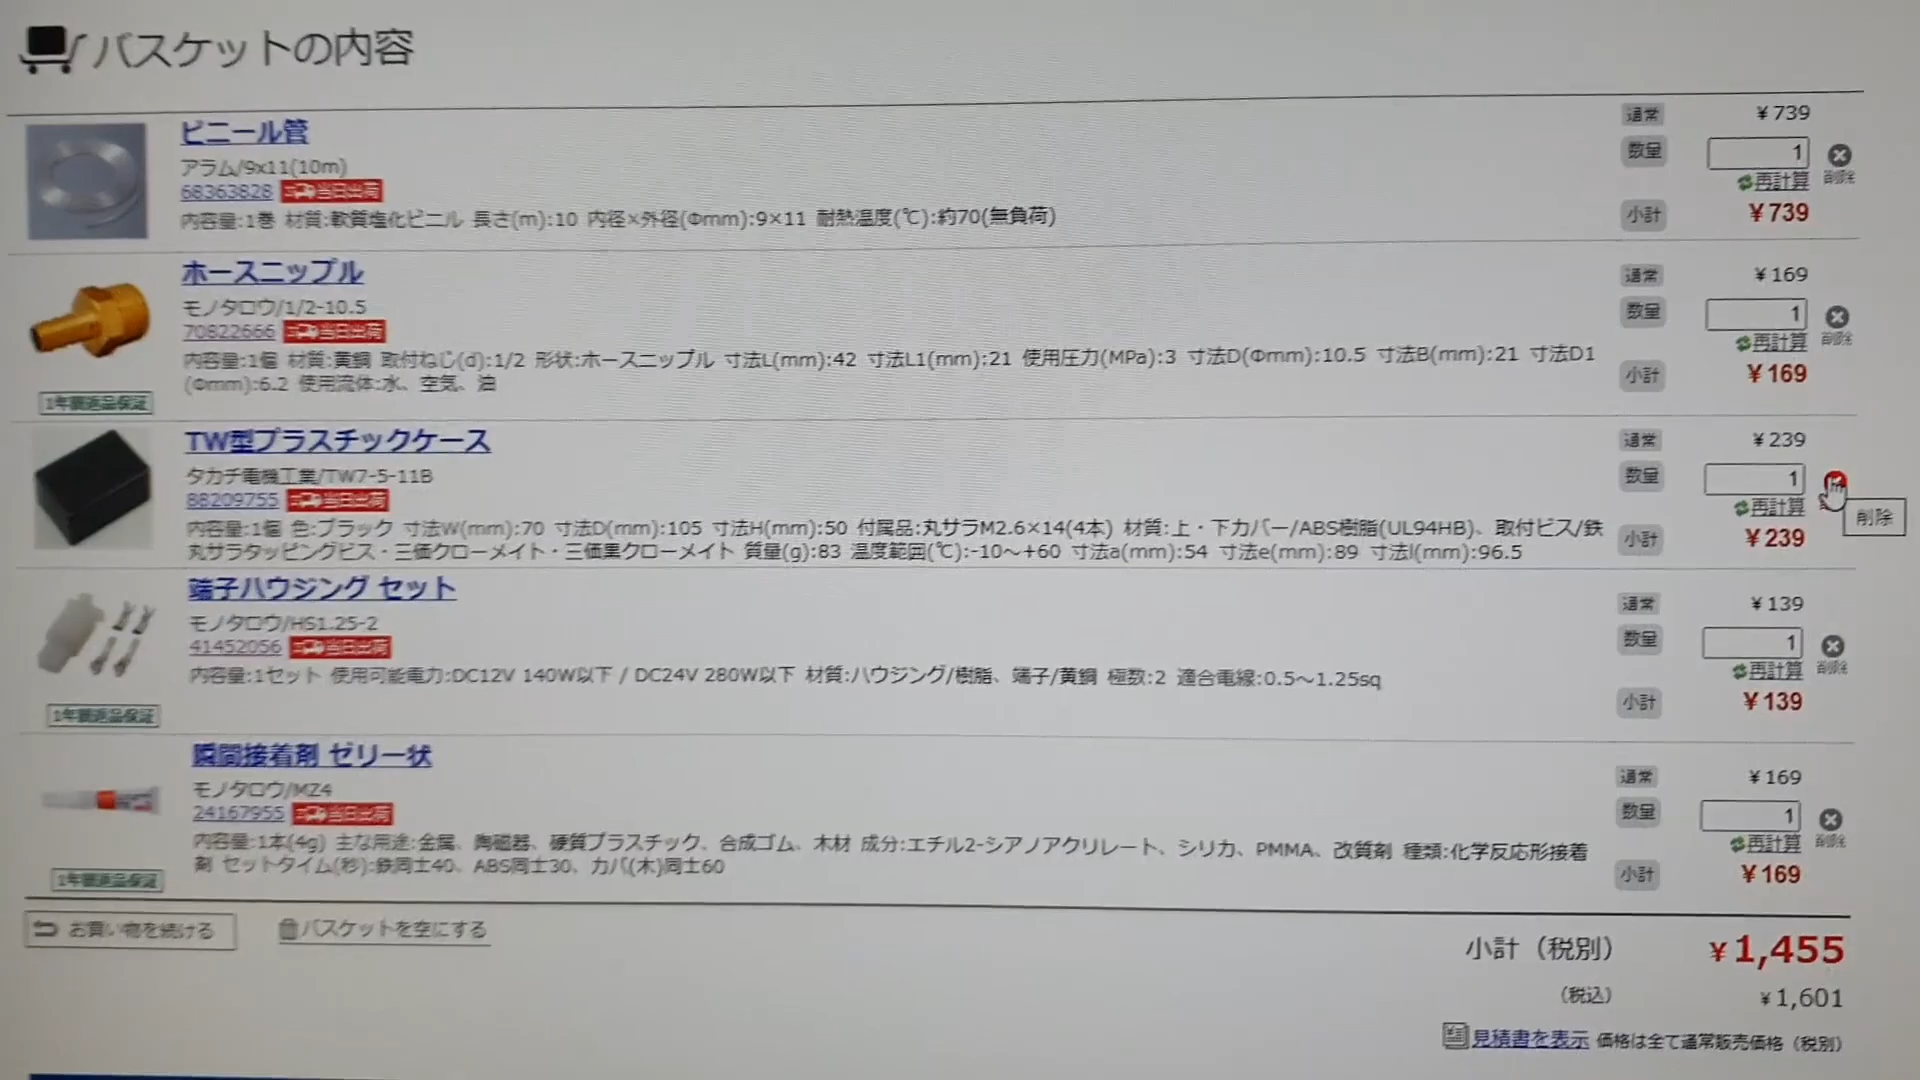 バスケットの内容
ビニール管
アラム/9x11(10m)
68363828 当日出荷
内容量:1巻 材質:軟質塩化ビニル 長さ(m):10 内径×外径(Φmm):9×11 耐熱温度(℃):約70(無負荷)
通常 ¥739
数量 1
再計算 削除
小計 ¥739
ホースニップル
モノタロウ/1/2-10.5
70822666 当日出荷
内容量:1個 材質:黄銅 取付ねじ(d):1/2 形状:ホースニップル 寸法L(mm):42 寸法L1(mm):21 使用圧力(MPa):3 寸法D(Φmm):10.5 寸法B(mm):21 寸法D1
(Φmm):6.2 使用流体:水、空気、油
1年間返品保証
通常 ¥169
数量 1
再計算 削除
小計 ¥169
TW型プラスチックケース
タカチ電機工業/TW7-5-11B
88209755 当日出荷
内容量:1個 色:ブラック 寸法W(mm):70 寸法D(mm):105 寸法H(mm):50 付属品:丸サラM2.6×14(4本) 材質:上・下カバー/ABS樹脂(UL94HB)、取付ビス/鉄
丸サラタッピングビス・三価クローメイト・三価黒クローメイト 質量(g):83 温度範囲(℃):-10～+60 寸法a(mm):54 寸法e(mm):89 寸法l(mm):96.5
通常 ¥239
数量 1
再計算
削除
小計 ¥239
端子ハウジング セット
モノタロウ/HS1.25-2
41452056 当日出荷
内容量:1セット 使用可能電力:DC12V 140W以下 / DC24V 280W以下 材質:ハウジング/樹脂、端子/黄銅 極数:2 適合電線:0.5～1.25sq
1年間返品保証
通常 ¥139
数量 1
再計算 削除
小計 ¥139
瞬間接着剤 ゼリー状
モノタロウ/MZ4
24167955 当日出荷
内容量:1本(4g) 主な用途:金属、陶磁器、硬質プラスチック、合成ゴム、木材 成分:エチル2-シアノアクリレート、シリカ、PMMA、改質剤 種類:化学反応形接着
剤 セットタイム(秒):鉄同士40、ABS同士30、カバ(木)同士60
1年間返品保証
通常 ¥169
数量 1
再計算 削除
小計 ¥169
お買い物を続ける バスケットを空にする
小計（税別） ¥1,455
（税込） ¥1,601
見積書を表示 価格は全て通常販売価格（税別）